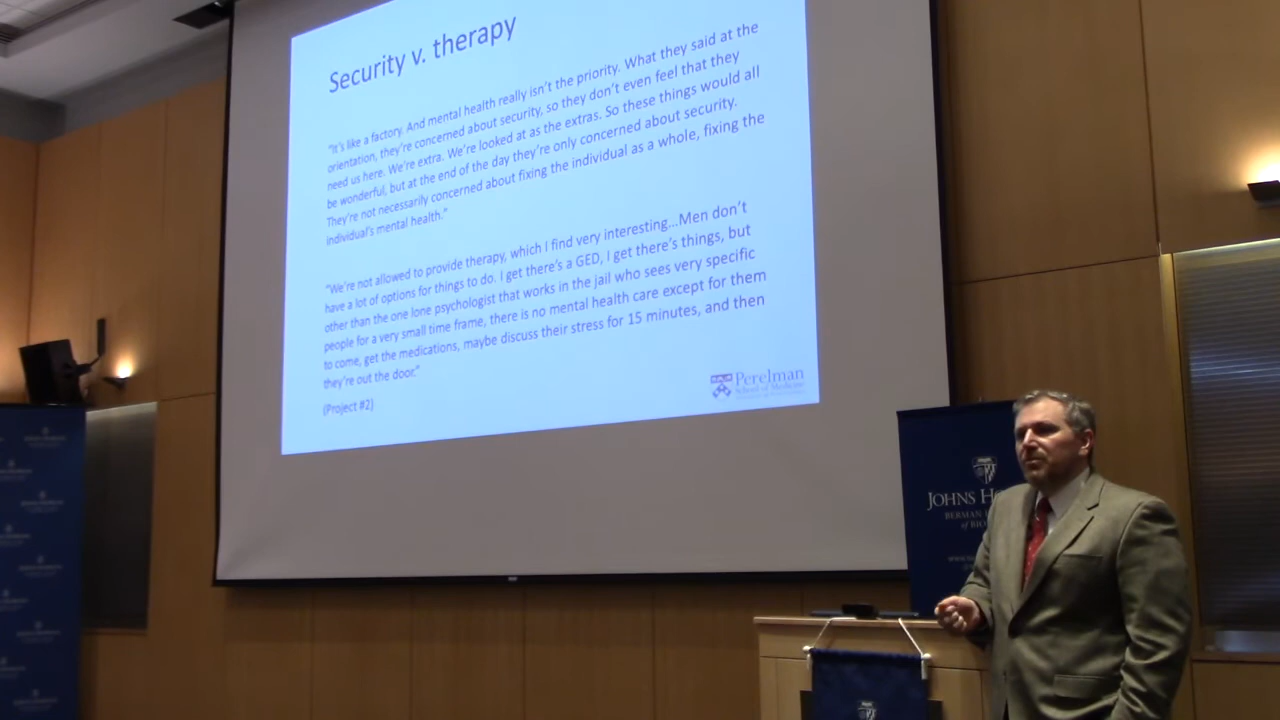 Security v. therapy
"It's like a factory. And mental health really isn't the priority. What they said at the
orientation, they're concerned about security, so they don't even feel that they
need us here. We're extra. We're looked at as the extras. So these things would all
be wonderful, but at the end of the day they're only concerned about security.
They're not necessarily concerned about fixing the individual as a whole, fixing the
individual's mental health."
"We're not allowed to provide therapy, which I find very interesting...Men don't
have a lot of options for things to do. I get there's a GED, I get there's things, but
other than the one lone psychologist that works in the jail who sees very specific
people for a very small time frame, there is no mental health care except for them
to come, get the medications, maybe discuss their stress for 15 minutes, and then
they're out the door."
(Project #2)
Perelman
School of Medicine
JOHNS H
BERMAN
of BIO